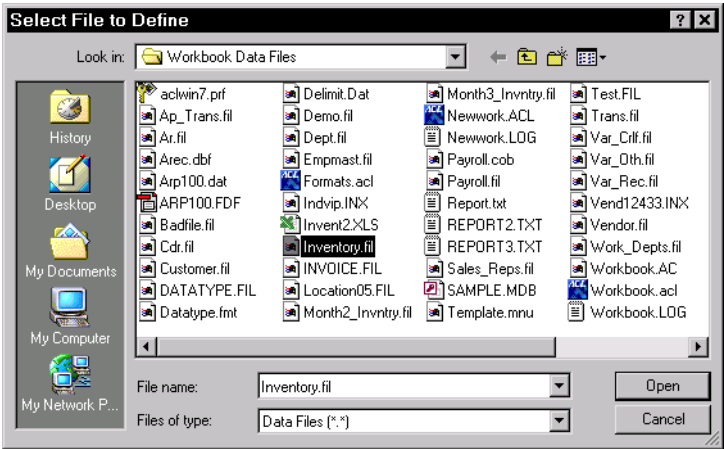 Select File to Define
Look in: Workbook Data Files
History
Desktop
My Documents
My Computer
My Network P...
aclwin7.prf
Ap_Trans.fil
Ar.fil
Arec.dbf
Arp100.dat
ARP100.FDF
Badfile.fil
Cdr.fil
Customer.fil
DATATYPE.FIL
Datatype.fmt
Delimit.Dat
Demo.fil
Dept.fil
Empmast.fil
Formats.acl
Indvip.INX
Invent2.XLS
Inventory.fil
INVOICE.FIL
Location05.FIL
Month2_Invntry.fil
Month3_Invntry.fil
Newwork.ACL
Newwork.LOG
Payroll.cob
Payroll.fil
Report.txt
REPORT2.TXT
REPORT3.TXT
Sales_Reps.fil
SAMPLE.MDB
Template.mnu
Test.FIL
Trans.fil
Var_Crlf.fil
Var_Oth.fil
Var_Rec.fil
Vend12433.INX
Vendor.fil
Work_Depts.fil
Workbook.AC
Workbook.acl
Workbook.LOG
File name: Inventory.fil Open
Files of type: Data Files (*.*) Cancel